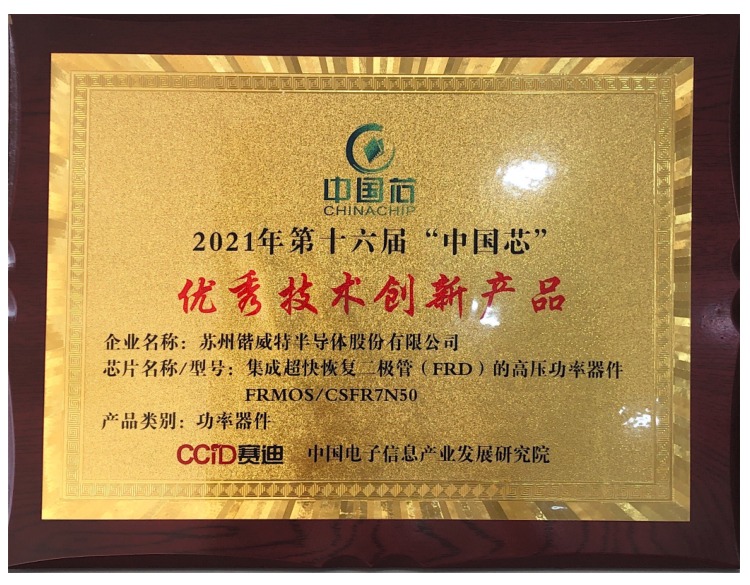 中国芯
CHINACHIP
2021年第十六届“中国芯”
优秀技术创新产品
企业名称：苏州锴威特半导体股份有限公司
芯片名称/型号：集成超快恢复二极管（FRD）的高压功率器件
FRMOS/CSFR7N50
产品类别：功率器件
CCID赛迪 中国电子信息产业发展研究院